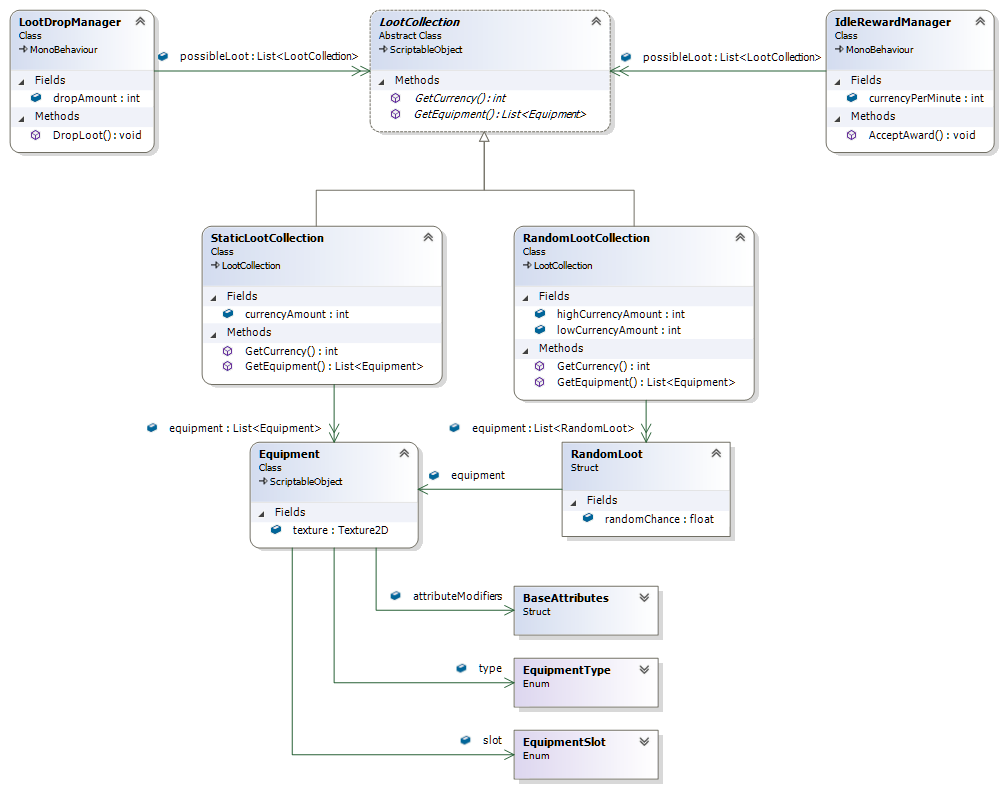 LootDropManager
Class
MonoBehaviour
Fields
dropAmount : int
Methods
DropLoot() : void
possibleLoot : List<LootCollection>
LootCollection
Abstract Class
ScriptableObject
Methods
GetCurrency() : int
GetEquipment() : List<Equipment>
possibleLoot : List<LootCollection>
IdleRewardManager
Class
MonoBehaviour
Fields
currencyPerMinute : int
Methods
AcceptAward() : void
StaticLootCollection
Class
LootCollection
Fields
currencyAmount : int
Methods
GetCurrency() : int
GetEquipment() : List<Equipment>
RandomLootCollection
Class
LootCollection
Fields
highCurrencyAmount : int
lowCurrencyAmount : int
Methods
GetCurrency() : int
GetEquipment() : List<Equipment>
equipment : List<Equipment>
equipment : List<RandomLoot>
Equipment
Class
ScriptableObject
Fields
texture : Texture2D
equipment
RandomLoot
Struct
Fields
randomChance : float
attributeModifiers
BaseAttributes
Struct
type
EquipmentType
Enum
slot
EquipmentSlot
Enum